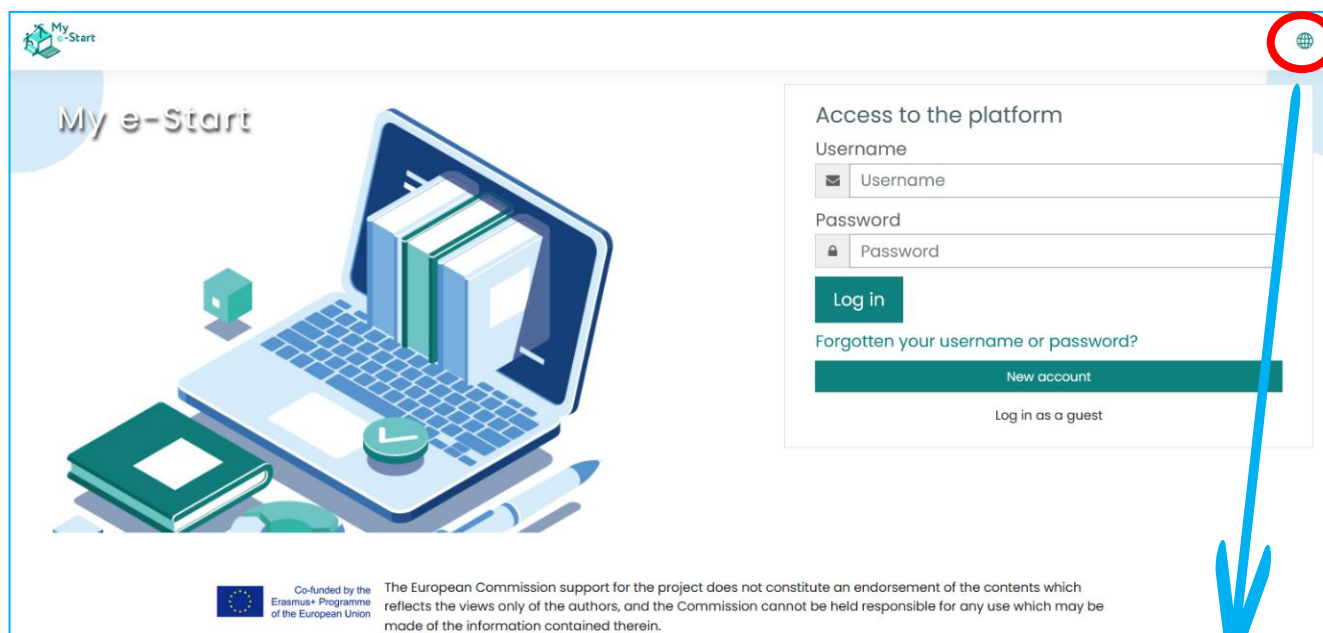 My
e-Start
My e-Start
Access to the platform
Username
Username
Password
Password
Log in
Forgotten your username or password?
New account
Log in as a guest
Co-funded by the
Erasmus+ Programme
of the European Union
The European Commission support for the project does not constitute an endorsement of the contents which
reflects the views only of the authors, and the Commission cannot be held responsible for any use which may be
made of the information contained therein.